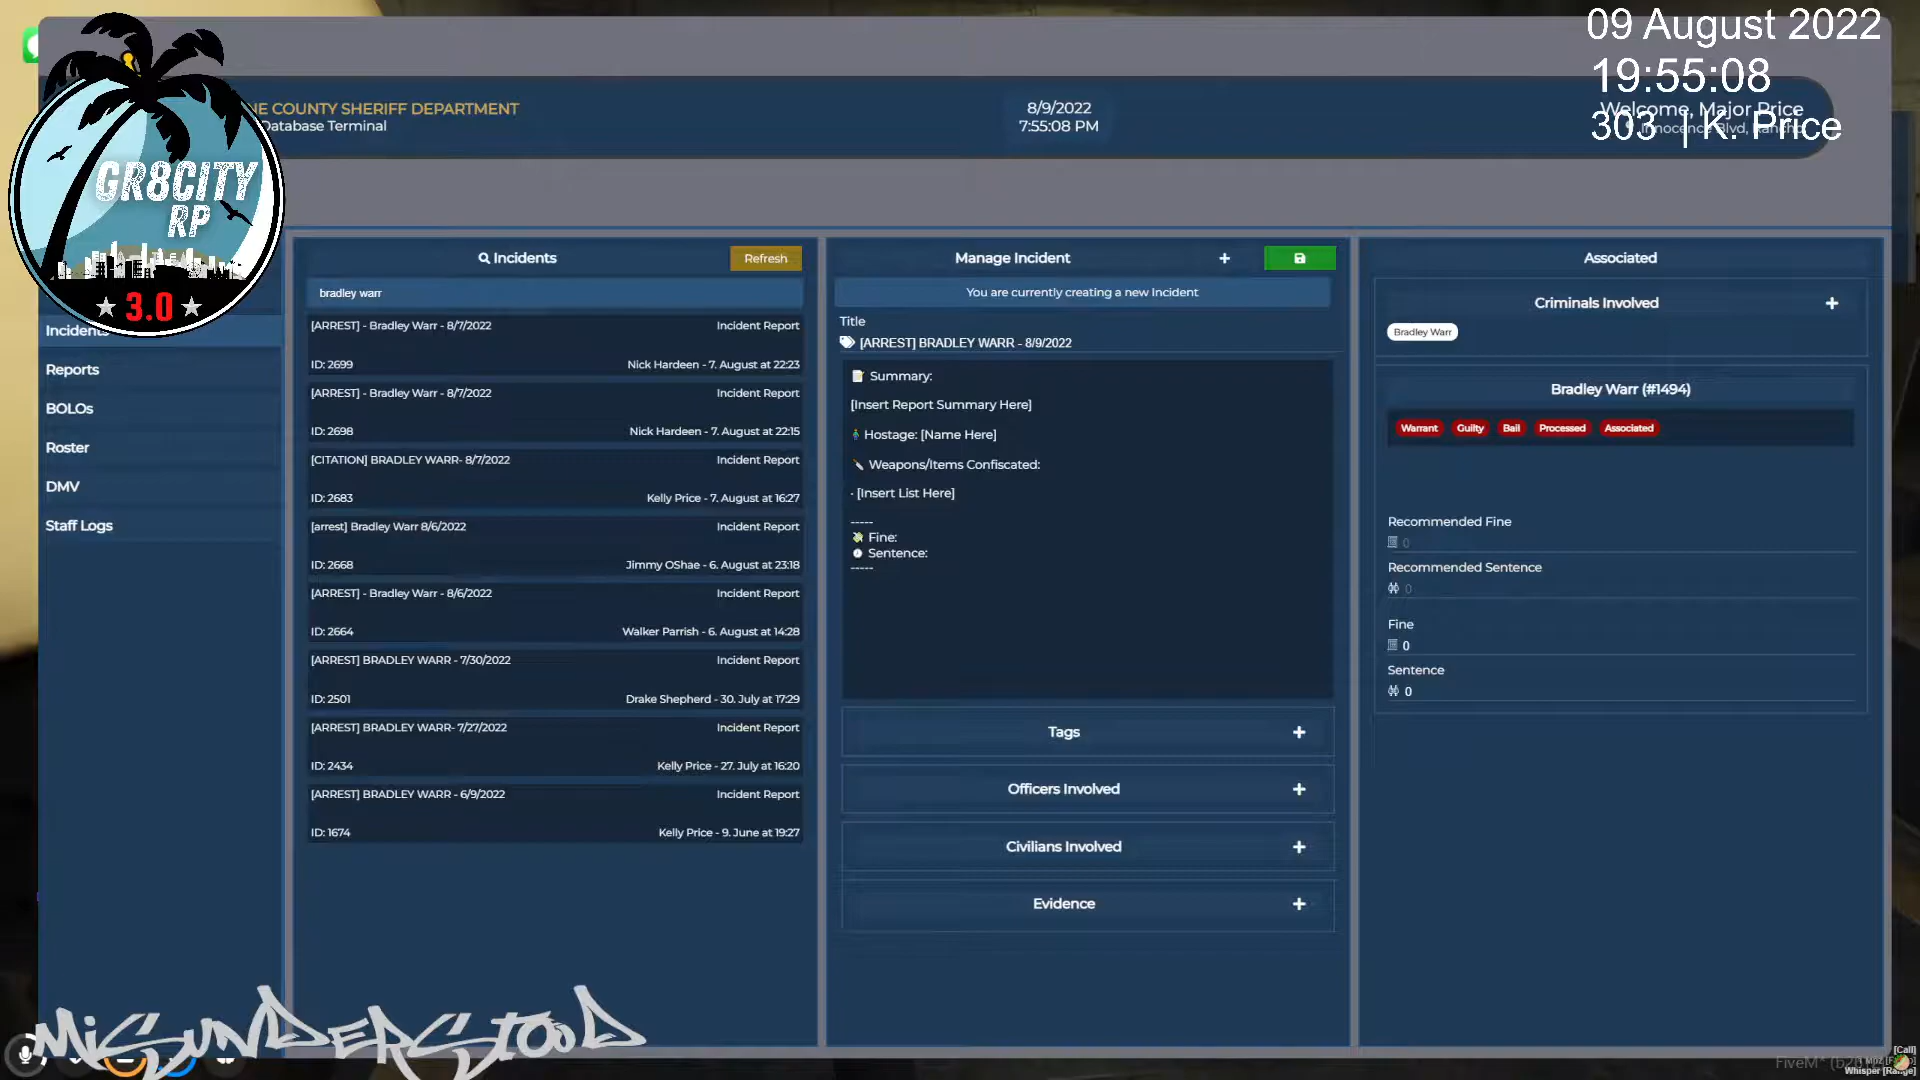 09 August 2022
19:55:08
303 | K. Price
Welcome, Major Price
Innocence Blvd,
GR8CITY
RP
3.0
COUNTY SHERIFF DEPARTMENT
Database Terminal
8/9/2022
7:55:08 PM
Incidents
Reports
BOLOs
Roster
DMV
Staff Logs
Incidents
Refresh
bradley warr
[ARREST] - Bradley Warr - 8/7/2022 Incident Report
ID: 2699 Nick Hardeen - 7. August at 22:23
[ARREST] - Bradley Warr - 8/7/2022 Incident Report
ID: 2698 Nick Hardeen - 7. August at 22:15
[CITATION] BRADLEY WARR- 8/7/2022 Incident Report
ID: 2683 Kelly Price - 7. August at 16:27
[arrest] Bradley Warr 8/6/2022 Incident Report
ID: 2668 Jimmy OShae - 6. August at 23:18
[ARREST] - Bradley Warr - 8/6/2022 Incident Report
ID: 2664 Walker Parrish - 6. August at 14:28
[ARREST] BRADLEY WARR - 7/30/2022 Incident Report
ID: 2501 Drake Shepherd - 30. July at 17:29
[ARREST] BRADLEY WARR- 7/27/2022 Incident Report
ID: 2434 Kelly Price - 27. July at 16:20
[ARREST] BRADLEY WARR - 6/9/2022 Incident Report
ID: 1674 Kelly Price - 9. June at 19:27
Manage Incident +
You are currently creating a new Incident
Title
[ARREST] BRADLEY WARR - 8/9/2022
Summary:
[Insert Report Summary Here]
Hostage: [Name Here]
Weapons/Items Confiscated:
· [Insert List Here]
-----
Fine:
Sentence:
-----
Tags +
Officers Involved +
Civilians Involved +
Evidence +
Associated
Criminals Involved +
Bradley Warr
Bradley Warr (#1494)
Warrant Guilty Bail Processed Associated
Recommended Fine
0
Recommended Sentence
0
Fine
0
Sentence
0
MiSUNDERSTOOD
FiveM*
[Call]
Whisper [Range]